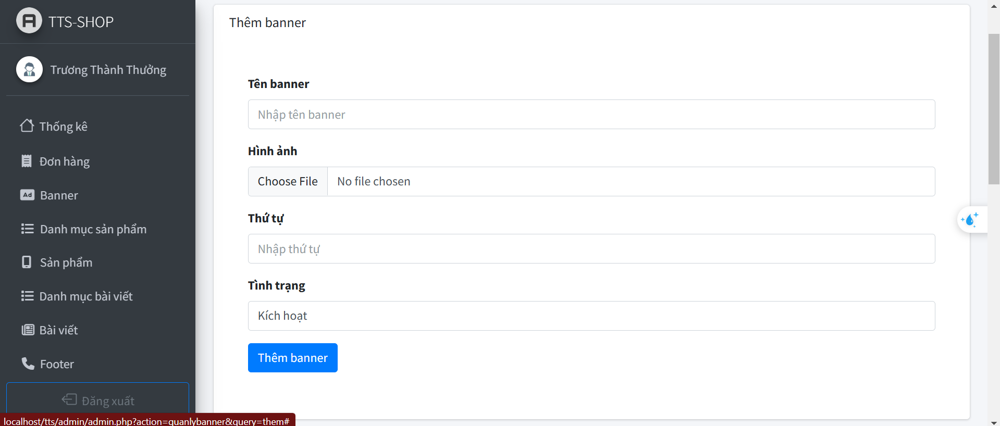 TTS-SHOP
Trương Thành Thưởng
Thống kê
Đơn hàng
Ad Banner
Danh mục sản phẩm
Sản phẩm
Danh mục bài viết
Bài viết
Footer
Đăng xuất
localhost/tts/admin/admin.php?action=quanlybanner&query=them#
Thêm banner
Tên banner
Nhập tên banner
Hình ảnh
Choose File No file chosen
Thứ tự
Nhập thứ tự
Tình trạng
Kích hoạt
Thêm banner